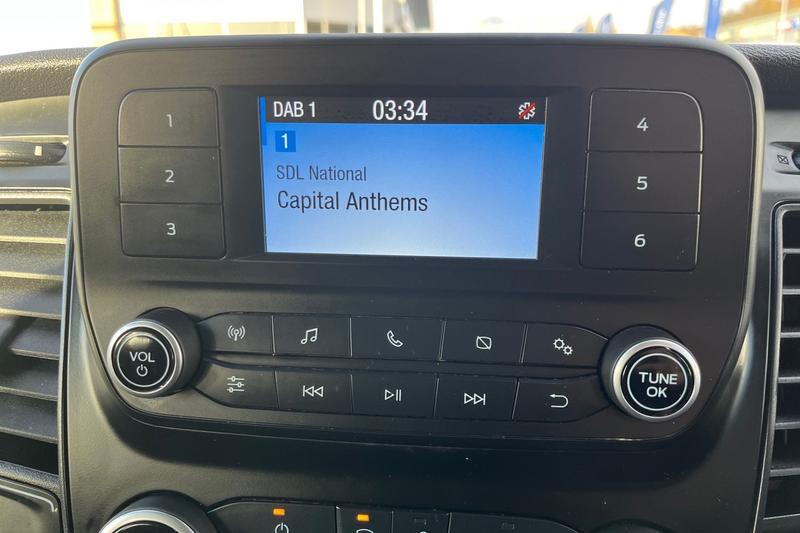 DAB 1 03:34
1
SDL National
Capital Anthems
1
2
3
4
5
6
VOL
TUNE
OK